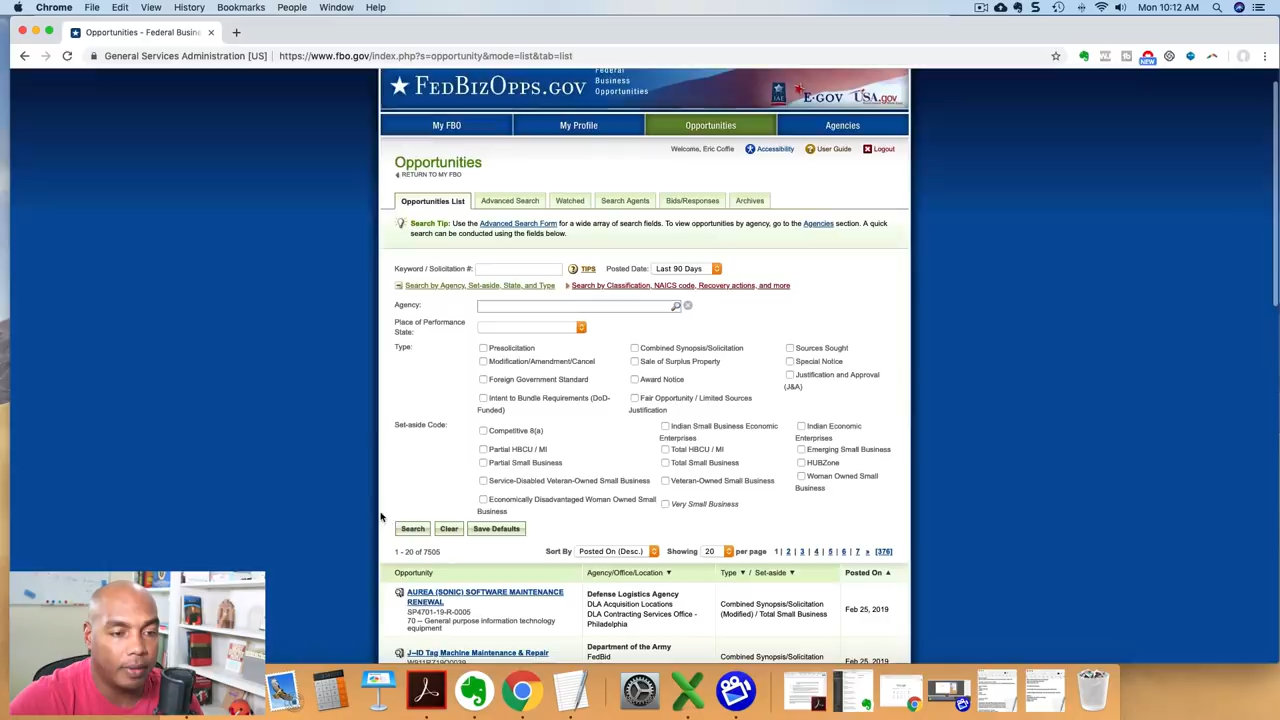 Chrome File Edit View History Bookmarks People Window Help Mon 10:12 AM
Opportunities - Federal Busin
General Services Administration [US] https://www.fbo.gov/index.php?s=opportunity&mode=list&tab=list
NEW
FEDBIZOPPS.GOV
Federal
Business
Opportunities
E-GOV USA.gov
My FBO My Profile Opportunities Agencies
Welcome, Eric Coffie Accessibility User Guide Logout
Opportunities
RETURN TO MY FBO
Opportunities List Advanced Search Watched Search Agents Bids/Responses Archives
Search Tip: Use the Advanced Search Form for a wide array of search fields. To view opportunities by agency, go to the Agencies section. A quick
search can be conducted using the fields below.
Keyword / Solicitation #: TIPS Posted Date: Last 90 Days
Search by Agency, Set-aside, State, and Type Search by Classification, NAICS code, Recovery actions, and more
Agency:
Place of Performance
State:
Type: Presolicitation Combined Synopsis/Solicitation Sources Sought
Modification/Amendment/Cancel Sale of Surplus Property Special Notice
Foreign Government Standard Award Notice Justification and Approval
(J&A)
Intent to Bundle Requirements (DoD-
Funded)
Fair Opportunity / Limited Sources
Justification
Set-aside Code: Competitive 8(a)
Indian Small Business Economic
Enterprises
Indian Economic
Enterprises
Partial HBCU / MI Total HBCU / MI Emerging Small Business
Partial Small Business Total Small Business HUBZone
Service-Disabled Veteran-Owned Small Business Veteran-Owned Small Business
Woman Owned Small
Business
Economically Disadvantaged Woman Owned Small
Business
Very Small Business
Search Clear Save Defaults
1 - 20 of 7505 Sort By Posted On (Desc.) Showing 20 per page 1 | 2 | 3 | 4 | 5 | 6 | 7 » [376]
Opportunity Agency/Office/Location Type / Set-aside Posted On
AUREA (SONIC) SOFTWARE MAINTENANCE
RENEWAL
SP4701-19-R-0005
70 -- General purpose information technology
equipment
Defense Logistics Agency
DLA Acquisition Locations
DLA Contracting Services Office -
Philadelphia
Combined Synopsis/Solicitation
(Modified) / Total Small Business
Feb 25, 2019
J--ID Tag Machine Maintenance & Repair
Department of the Army
FedBid
Combined Synopsis/Solicitation
Feb 25, 2019